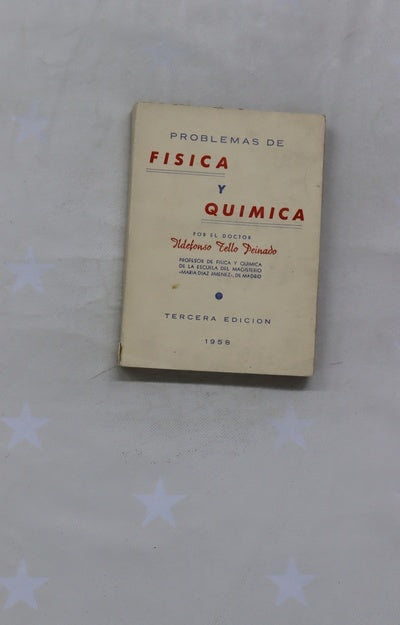 PROBLEMAS DE
FISICA
Y
QUIMICA
POR EL DOCTOR
Ildefonso Tello Peinado
PROFESOR DE FISICA Y QUIMICA
DE LA ESCUELA DEL MAGISTERIO
«MARIA DIAZ JIMENEZ», DE MADRID
TERCERA EDICION
1958